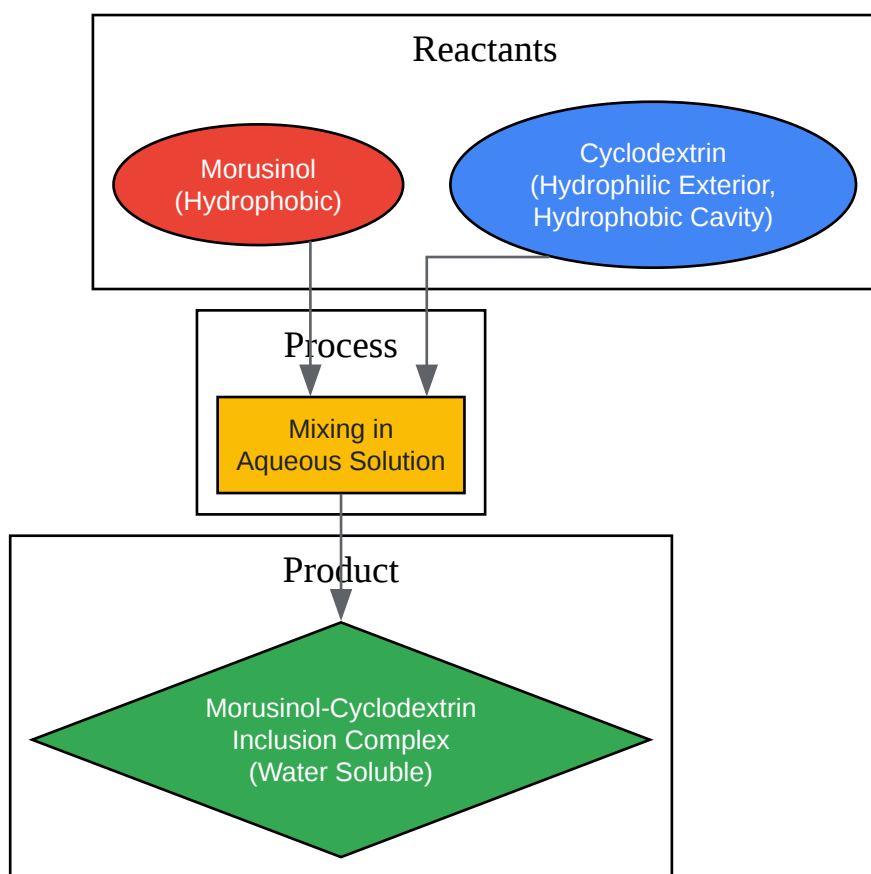 Reactants
Morusinol
(Hydrophobic)
Cyclodextrin
(Hydrophilic Exterior,
Hydrophobic Cavity)
Process
Mixing in
Aqueous Solution
Product
Morusinol-Cyclodextrin
Inclusion Complex
(Water Soluble)